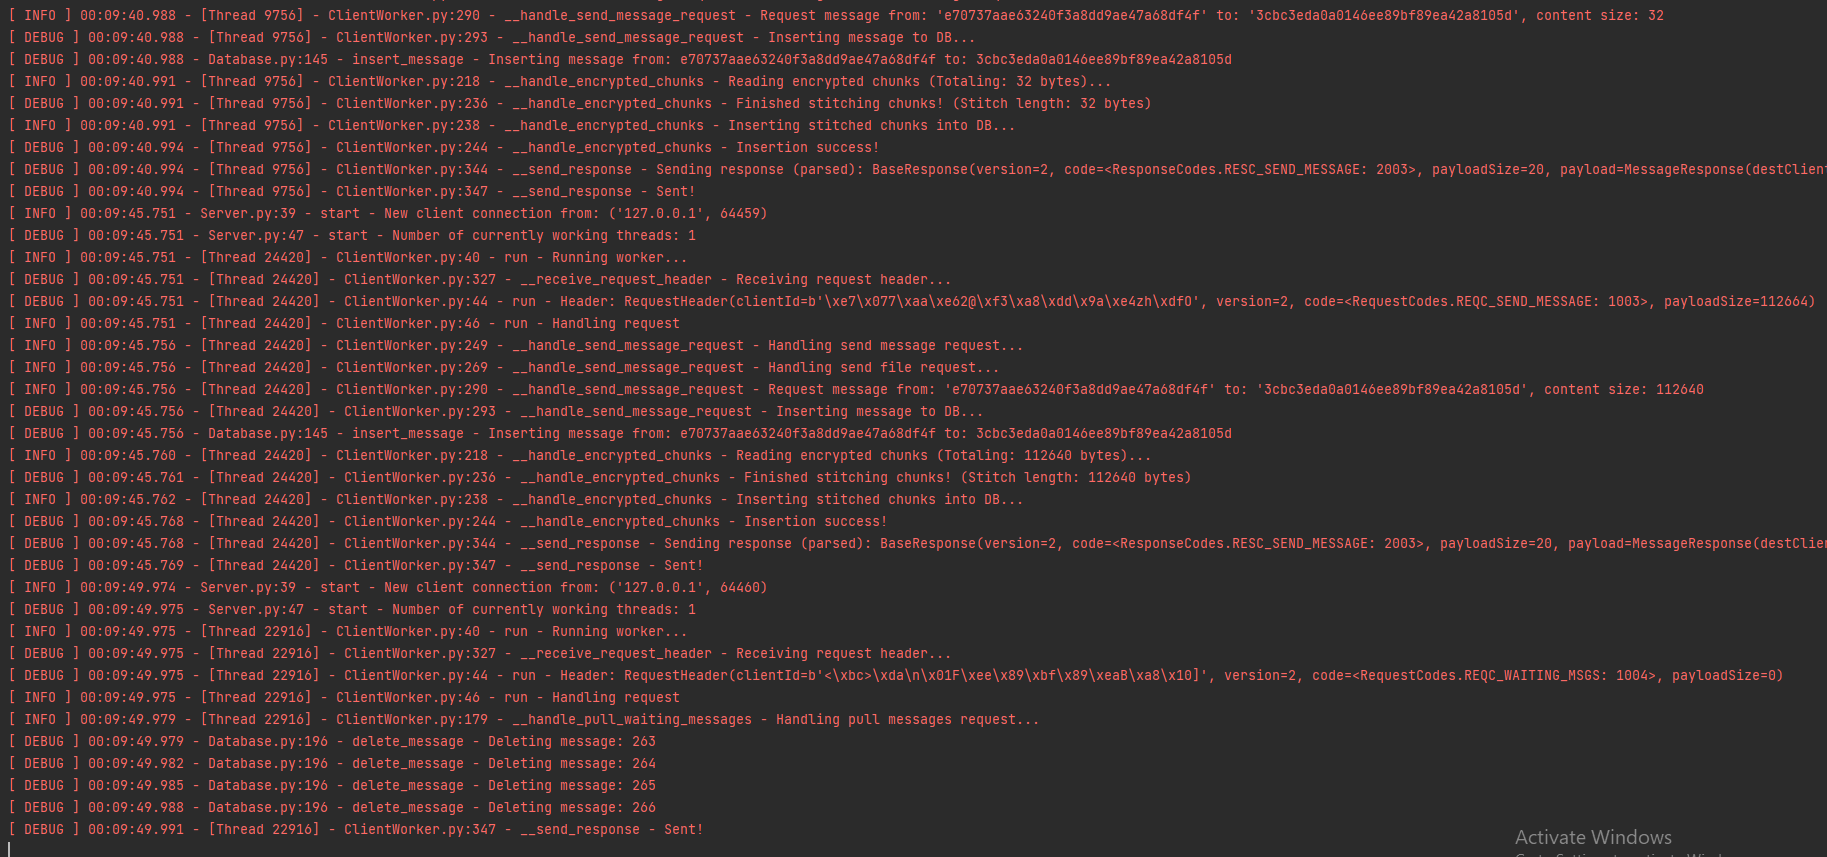 [ INFO ] 00:09:40.988 - [Thread 9756] - ClientWorker.py:290 - __handle_send_message_request - Request message from: 'e70737aae63240f3a8dd9ae47a68df4f' to: '3cbc3eda0a0146ee89bf89ea42a8105d', content size: 32
[ DEBUG ] 00:09:40.988 - [Thread 9756] - ClientWorker.py:293 - __handle_send_message_request - Inserting message to DB...
[ DEBUG ] 00:09:40.988 - Database.py:145 - insert_message - Inserting message from: e70737aae63240f3a8dd9ae47a68df4f to: 3cbc3eda0a0146ee89bf89ea42a8105d
[ INFO ] 00:09:40.991 - [Thread 9756] - ClientWorker.py:218 - __handle_encrypted_chunks - Reading encrypted chunks (Totaling: 32 bytes)...
[ DEBUG ] 00:09:40.991 - [Thread 9756] - ClientWorker.py:236 - __handle_encrypted_chunks - Finished stitching chunks! (Stitch length: 32 bytes)
[ INFO ] 00:09:40.991 - [Thread 9756] - ClientWorker.py:238 - __handle_encrypted_chunks - Inserting stitched chunks into DB...
[ DEBUG ] 00:09:40.994 - [Thread 9756] - ClientWorker.py:244 - __handle_encrypted_chunks - Insertion success!
[ DEBUG ] 00:09:40.994 - [Thread 9756] - ClientWorker.py:344 - __send_response - Sending response (parsed): BaseResponse(version=2, code=<ResponseCodes.RESC_SEND_MESSAGE: 2003>, payloadSize=20, payload=MessageResponse(destClient
[ DEBUG ] 00:09:40.994 - [Thread 9756] - ClientWorker.py:347 - __send_response - Sent!
[ INFO ] 00:09:45.751 - Server.py:39 - start - New client connection from: ('127.0.0.1', 64459)
[ DEBUG ] 00:09:45.751 - Server.py:47 - start - Number of currently working threads: 1
[ INFO ] 00:09:45.751 - [Thread 24420] - ClientWorker.py:40 - run - Running worker...
[ DEBUG ] 00:09:45.751 - [Thread 24420] - ClientWorker.py:327 - __receive_request_header - Receiving request header...
[ DEBUG ] 00:09:45.751 - [Thread 24420] - ClientWorker.py:44 - run - Header: RequestHeader(clientId=b'\xe7\x077\xaa\xe62@\xf3\xa8\xdd\x9a\xe4zh\xdfO', version=2, code=<RequestCodes.REQC_SEND_MESSAGE: 1003>, payloadSize=112664)
[ INFO ] 00:09:45.751 - [Thread 24420] - ClientWorker.py:46 - run - Handling request
[ INFO ] 00:09:45.756 - [Thread 24420] - ClientWorker.py:249 - __handle_send_message_request - Handling send message request...
[ INFO ] 00:09:45.756 - [Thread 24420] - ClientWorker.py:269 - __handle_send_message_request - Handling send file request...
[ INFO ] 00:09:45.756 - [Thread 24420] - ClientWorker.py:290 - __handle_send_message_request - Request message from: 'e70737aae63240f3a8dd9ae47a68df4f' to: '3cbc3eda0a0146ee89bf89ea42a8105d', content size: 112640
[ DEBUG ] 00:09:45.756 - [Thread 24420] - ClientWorker.py:293 - __handle_send_message_request - Inserting message to DB...
[ DEBUG ] 00:09:45.756 - Database.py:145 - insert_message - Inserting message from: e70737aae63240f3a8dd9ae47a68df4f to: 3cbc3eda0a0146ee89bf89ea42a8105d
[ INFO ] 00:09:45.760 - [Thread 24420] - ClientWorker.py:218 - __handle_encrypted_chunks - Reading encrypted chunks (Totaling: 112640 bytes)...
[ DEBUG ] 00:09:45.761 - [Thread 24420] - ClientWorker.py:236 - __handle_encrypted_chunks - Finished stitching chunks! (Stitch length: 112640 bytes)
[ INFO ] 00:09:45.762 - [Thread 24420] - ClientWorker.py:238 - __handle_encrypted_chunks - Inserting stitched chunks into DB...
[ DEBUG ] 00:09:45.768 - [Thread 24420] - ClientWorker.py:244 - __handle_encrypted_chunks - Insertion success!
[ DEBUG ] 00:09:45.768 - [Thread 24420] - ClientWorker.py:344 - __send_response - Sending response (parsed): BaseResponse(version=2, code=<ResponseCodes.RESC_SEND_MESSAGE: 2003>, payloadSize=20, payload=MessageResponse(destClien
[ DEBUG ] 00:09:45.769 - [Thread 24420] - ClientWorker.py:347 - __send_response - Sent!
[ INFO ] 00:09:49.974 - Server.py:39 - start - New client connection from: ('127.0.0.1', 64460)
[ DEBUG ] 00:09:49.975 - Server.py:47 - start - Number of currently working threads: 1
[ INFO ] 00:09:49.975 - [Thread 22916] - ClientWorker.py:40 - run - Running worker...
[ DEBUG ] 00:09:49.975 - [Thread 22916] - ClientWorker.py:327 - __receive_request_header - Receiving request header...
[ DEBUG ] 00:09:49.975 - [Thread 22916] - ClientWorker.py:44 - run - Header: RequestHeader(clientId=b'<\xbc>\xda\n\x01F\xee\x89\xbf\x89\xeaB\xa8\x10]', version=2, code=<RequestCodes.REQC_WAITING_MSGS: 1004>, payloadSize=0)
[ INFO ] 00:09:49.975 - [Thread 22916] - ClientWorker.py:46 - run - Handling request
[ INFO ] 00:09:49.979 - [Thread 22916] - ClientWorker.py:179 - __handle_pull_waiting_messages - Handling pull messages request...
[ DEBUG ] 00:09:49.979 - Database.py:196 - delete_message - Deleting message: 263
[ DEBUG ] 00:09:49.982 - Database.py:196 - delete_message - Deleting message: 264
[ DEBUG ] 00:09:49.985 - Database.py:196 - delete_message - Deleting message: 265
[ DEBUG ] 00:09:49.988 - Database.py:196 - delete_message - Deleting message: 266
[ DEBUG ] 00:09:49.991 - [Thread 22916] - ClientWorker.py:347 - __send_response - Sent!
Activate Windows